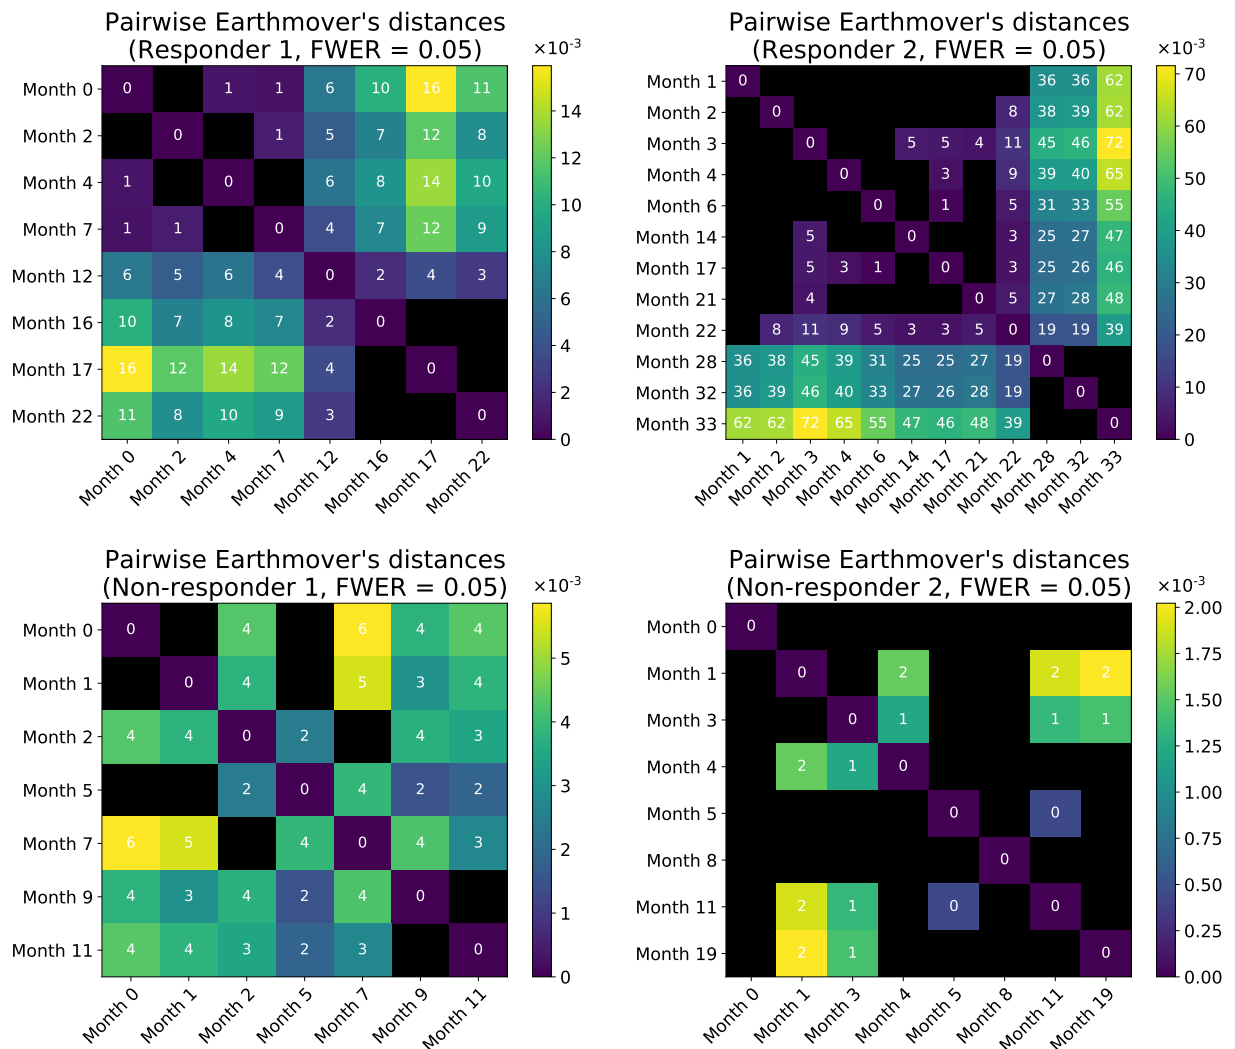 Pairwise Earthmover's distances
(Responder 1, FWER = 0.05)
×10⁻³
Month 0 0 1 1 6 10 16 11
Month 2 0 1 5 7 12 8
Month 4 1 0 6 8 14 10
Month 7 1 1 0 4 7 12 9
Month 12 6 5 6 4 0 2 4 3
Month 16 10 7 8 7 2 0
Month 17 16 12 14 12 4 0
Month 22 11 8 10 9 3 0
Month 0 Month 2 Month 4 Month 7 Month 12 Month 16 Month 17 Month 22
14
12
10
8
6
4
2
0
Pairwise Earthmover's distances
(Responder 2, FWER = 0.05)
×10⁻³
Month 1 0 36 36 62
Month 2 0 8 38 39 62
Month 3 0 5 5 4 11 45 46 72
Month 4 0 3 9 39 40 65
Month 6 0 1 5 31 33 55
Month 14 5 0 3 25 27 47
Month 17 5 3 1 0 3 25 26 46
Month 21 4 0 5 27 28 48
Month 22 8 11 9 5 3 3 5 0 19 19 39
Month 28 36 38 45 39 31 25 25 27 19 0
Month 32 36 39 46 40 33 27 26 28 19 0
Month 33 62 62 72 65 55 47 46 48 39 0
Month 1 Month 2 Month 3 Month 4 Month 6 Month 14 Month 17 Month 21 Month 22 Month 28 Month 32 Month 33
70
60
50
40
30
20
10
0
Pairwise Earthmover's distances
(Non-responder 1, FWER = 0.05)
×10⁻³
Month 0 0 4 6 4 4
Month 1 0 4 5 3 4
Month 2 4 4 0 2 4 3
Month 5 2 0 4 2 2
Month 7 6 5 4 0 4 3
Month 9 4 3 4 2 4 0
Month 11 4 4 3 2 3 0
Month 0 Month 1 Month 2 Month 5 Month 7 Month 9 Month 11
5
4
3
2
1
0
Pairwise Earthmover's distances
(Non-responder 2, FWER = 0.05)
×10⁻³
Month 0 0
Month 1 0 2 2 2
Month 3 0 1 1 1
Month 4 2 1 0
Month 5 0 0
Month 8 0
Month 11 2 1 0 0
Month 19 2 1 0
Month 0 Month 1 Month 3 Month 4 Month 5 Month 8 Month 11 Month 19
2.00
1.75
1.50
1.25
1.00
0.75
0.50
0.25
0.00